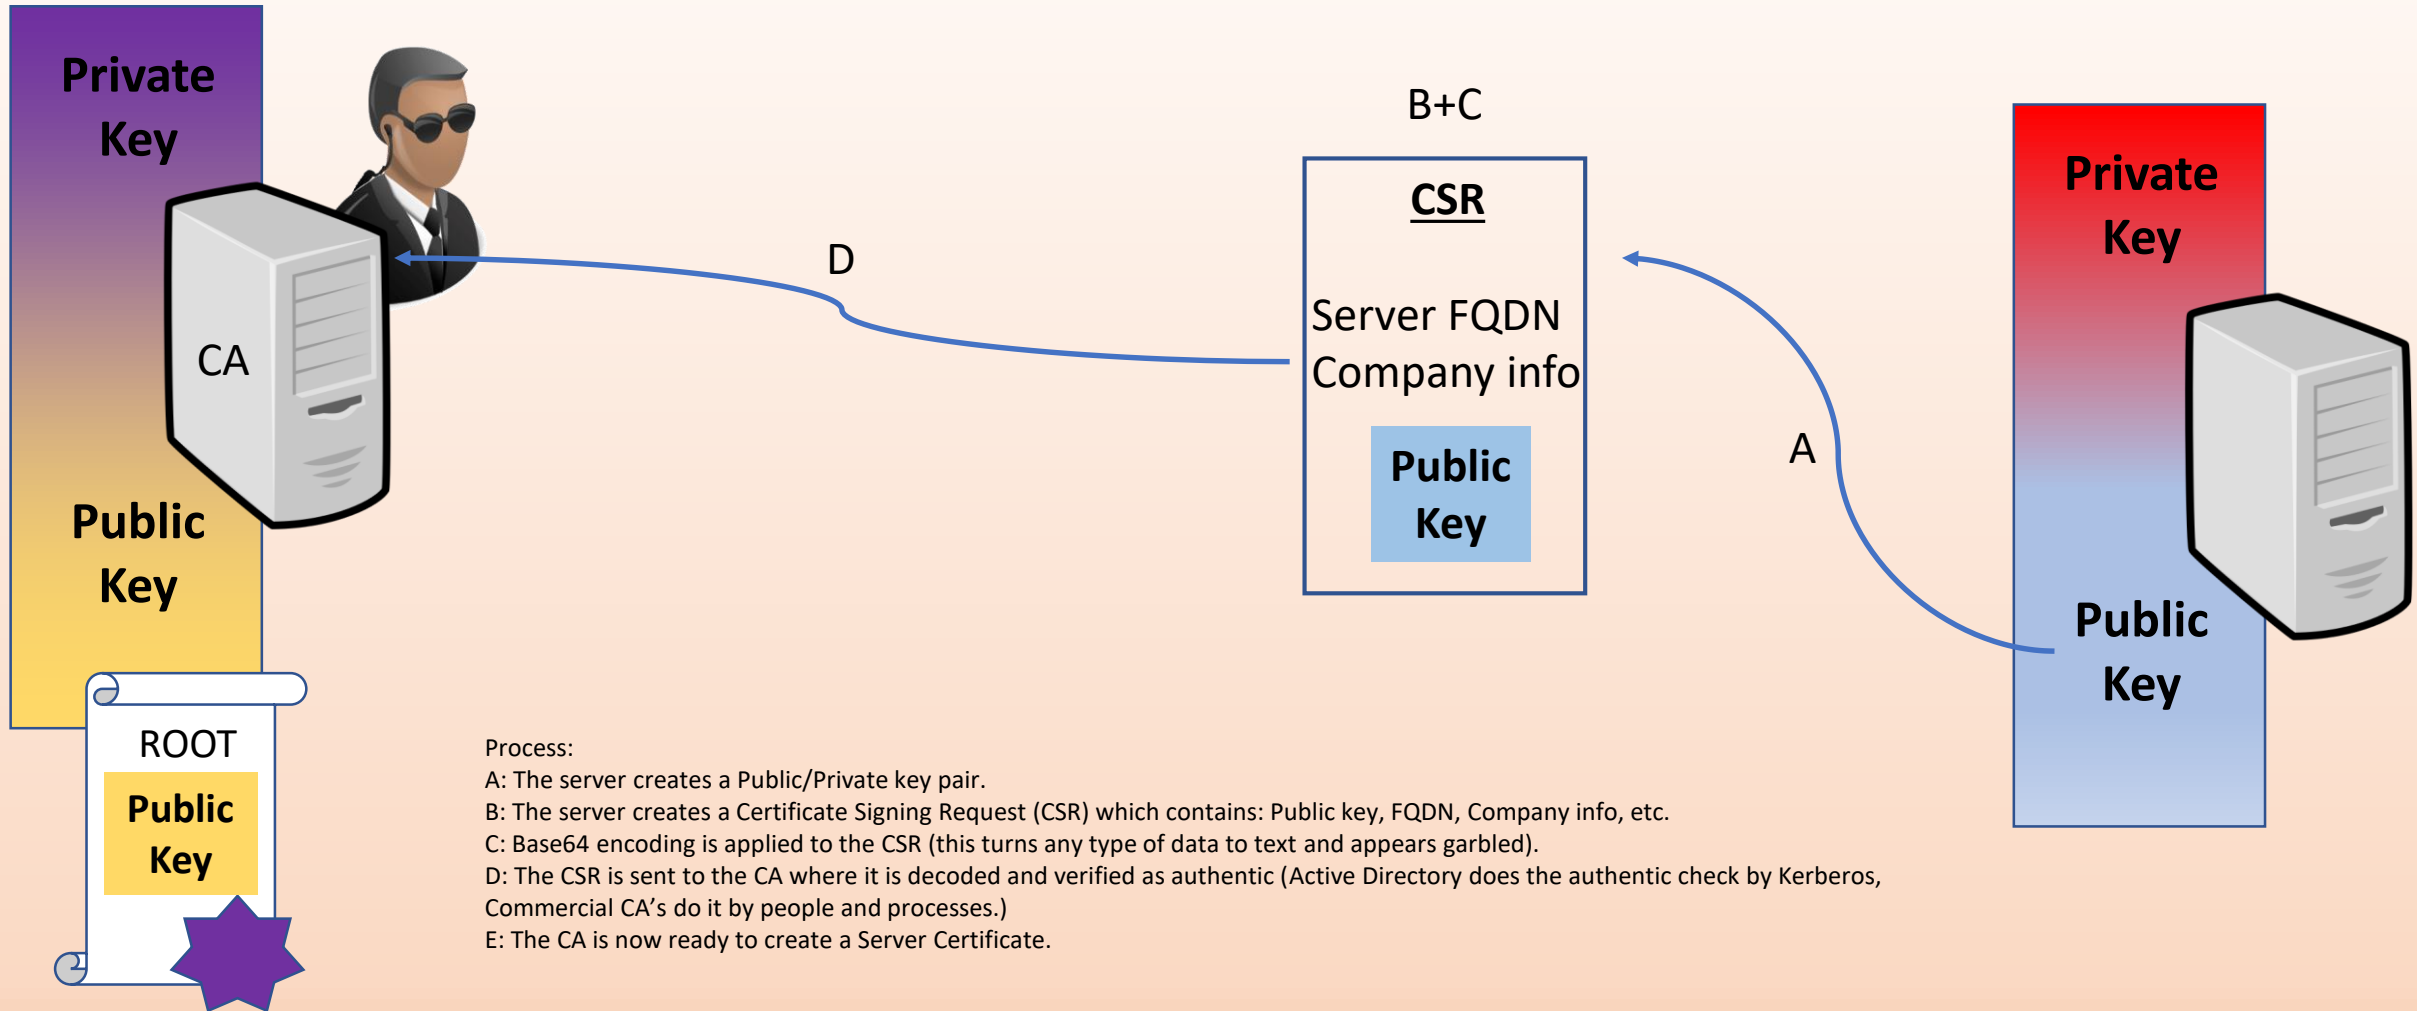 Private
Key
CA
Public
Key
ROOT
Public
Key
D
B+C
CSR
Server FQDN
Company info
Public
Key
A
Private
Key
Public
Key
Process:
A: The server creates a Public/Private key pair.
B: The server creates a Certificate Signing Request (CSR) which contains: Public key, FQDN, Company info, etc.
C: Base64 encoding is applied to the CSR (this turns any type of data to text and appears garbled).
D: The CSR is sent to the CA where it is decoded and verified as authentic (Active Directory does the authentic check by Kerberos,
Commercial CA’s do it by people and processes.)
E: The CA is now ready to create a Server Certificate.